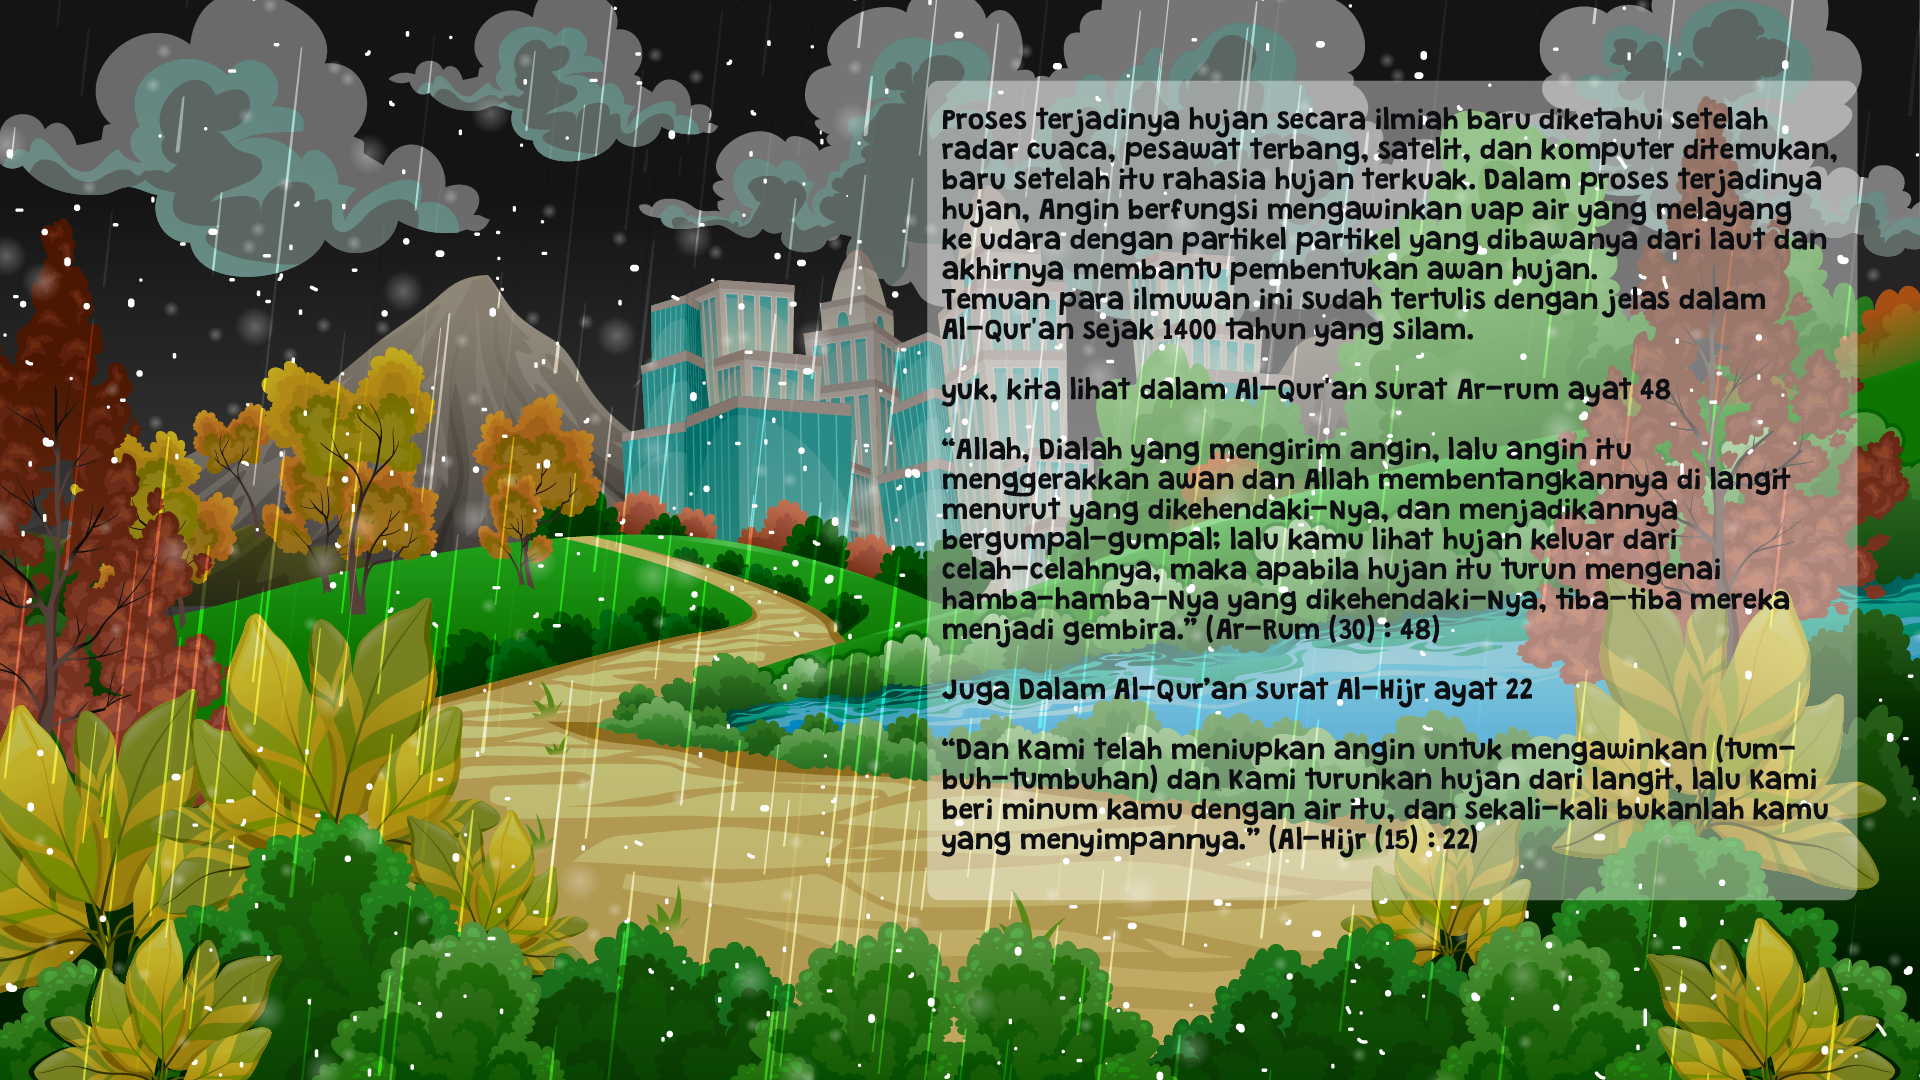 Proses terjadinya hujan secara ilmiah baru diketahui setelah
radar cuaca, pesawat terbang, satelit, dan komputer ditemukan,
baru setelah itu rahasia hujan terkuak. Dalam proses terjadinya
hujan, Angin berfungsi mengawinkan uap air yang melayang
ke udara dengan partikel partikel yang dibawanya dari laut dan
akhirnya membantu pembentukan awan hujan.
Temuan para ilmuwan ini sudah tertulis dengan jelas dalam
Al-Qur'an sejak 1400 tahun yang silam.
yuk, kita lihat dalam Al-Qur'an surat Ar-rum ayat 48
“Allah, Dialah yang mengirim angin, lalu angin itu
menggerakkan awan dan Allah membentangkannya di langit
menurut yang dikehendaki-Nya, dan menjadikannya
bergumpal-gumpal; lalu kamu lihat hujan keluar dari
celah-celahnya, maka apabila hujan itu turun mengenai
hamba-hamba-Nya yang dikehendaki-Nya, tiba-tiba mereka
menjadi gembira.” (Ar-Rum (30) : 48)
Juga Dalam Al-Qur’an surat Al-Hijr ayat 22
“Dan Kami telah meniupkan angin untuk mengawinkan (tum-
buh-tumbuhan) dan Kami turunkan hujan dari langit, lalu Kami
beri minum kamu dengan air itu, dan sekali-kali bukanlah kamu
yang menyimpannya.” (Al-Hijr (15) : 22)